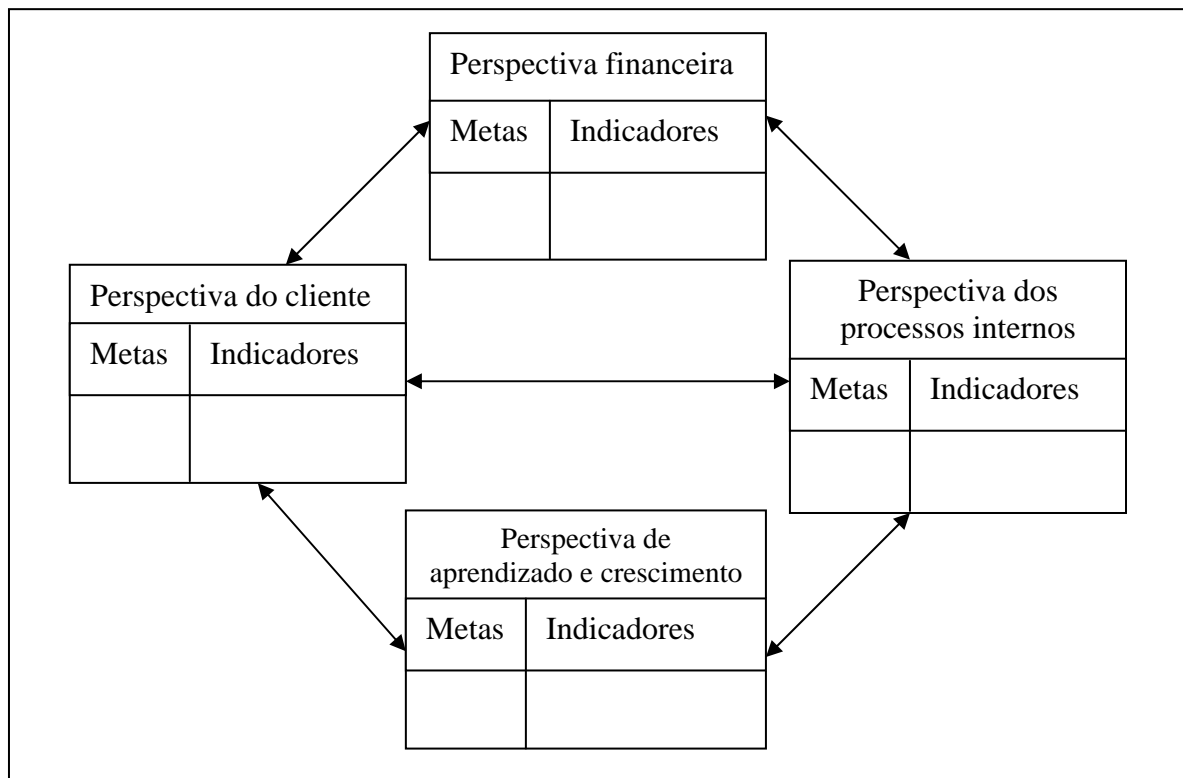 Perspectiva financeira
Metas Indicadores
Perspectiva do cliente
Metas Indicadores
Perspectiva dos
processos internos
Metas Indicadores
Perspectiva de
aprendizado e crescimento
Metas Indicadores